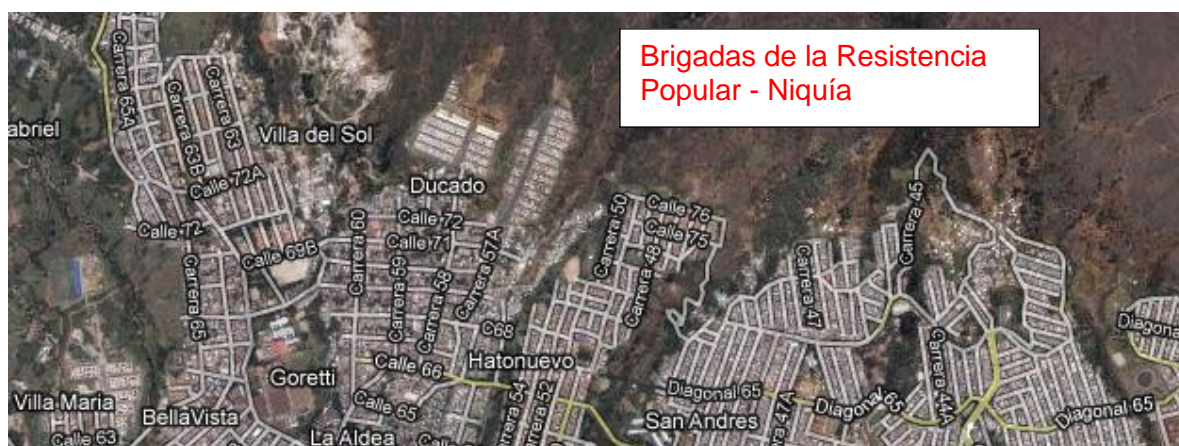 Brigadas de la Resistencia
Popular - Niquía
Carrera 65A
Carrera 63B
Carrera 63
abriel
Villa del Sol
Calle 72A
Calle 72
Calle 69B
Carrera 65
Ducado
Calle 72
Calle 71
Carrera 60
Carrera 59
Carrera 58
Carrera 57A
Carrera 50
Calle 76
Calle 75
Carrera 48
Carrera 47
Carrera 45
C68
Hatonuevo
Goretti
Calle 66
Calle 65
Villa Maria
BellaVista
Calle 63
La Aldea
Carrera 54
Carrera 52
Diagonal 65
San Andres
Carrera 47A
Diagonal 65
Carrera 44A
Diagonal 65
Diagonal